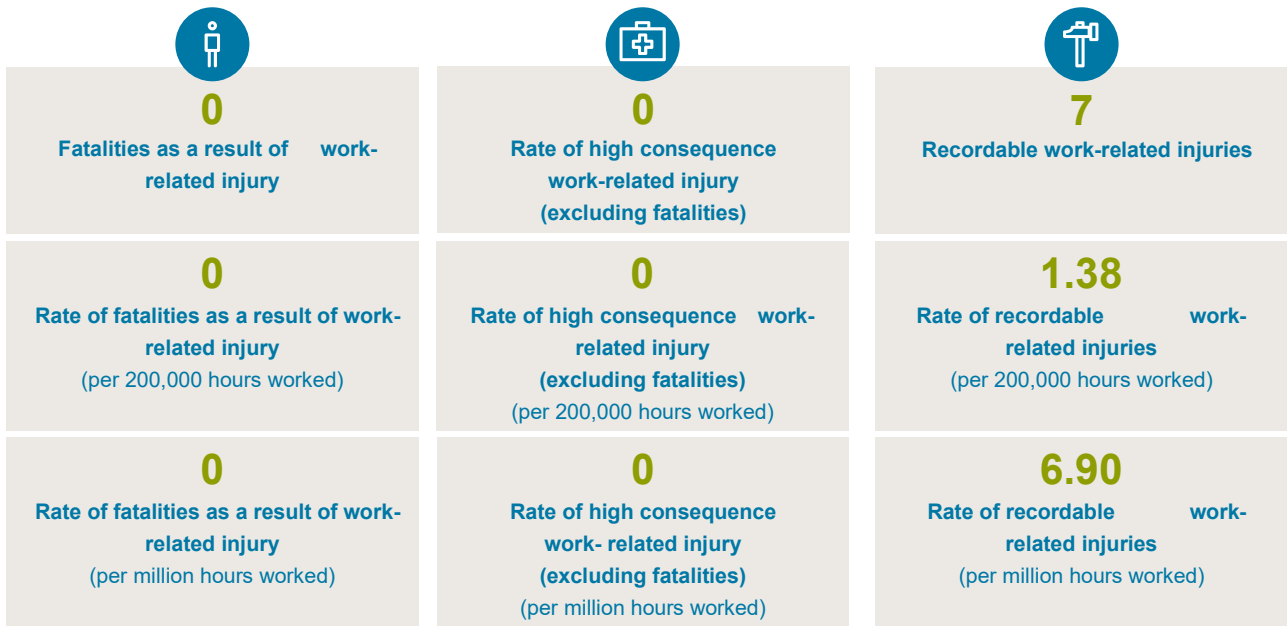 0
Fatalities as a result of work-
related injury
0
Rate of high consequence
work-related injury
(excluding fatalities)
7
Recordable work-related injuries
0
Rate of fatalities as a result of work-
related injury
(per 200,000 hours worked)
0
Rate of high consequence work-
related injury
(excluding fatalities)
(per 200,000 hours worked)
1.38
Rate of recordable work-
related injuries
(per 200,000 hours worked)
0
Rate of fatalities as a result of work-
related injury
(per million hours worked)
0
Rate of high consequence
work- related injury
(excluding fatalities)
(per million hours worked)
6.90
Rate of recordable work-
related injuries
(per million hours worked)